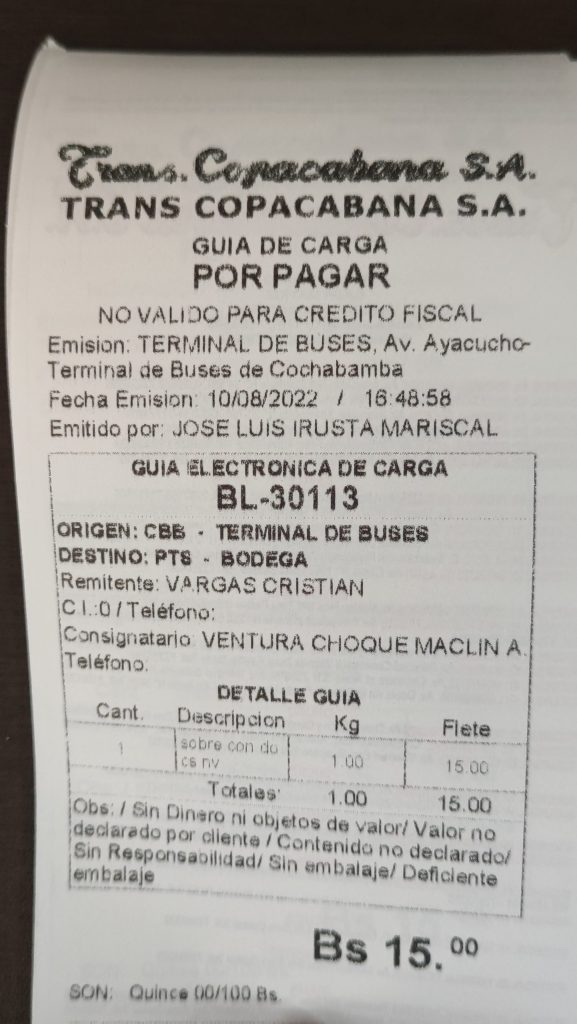 Trans. Copacabana S.A.
TRANS COPACABANA S.A.
GUIA DE CARGA
POR PAGAR
NO VALIDO PARA CREDITO FISCAL
Emision: TERMINAL DE BUSES, Av. Ayacucho-
Terminal de Buses de Cochabamba
Fecha Emision: 10/08/2022 / 16:48:58
Emitido por: JOSE LUIS IRUSTA MARISCAL
GUIA ELECTRONICA DE CARGA
BL-30113
ORIGEN: CBB - TERMINAL DE BUSES
DESTINO: PTS - BODEGA
Remitente: VARGAS CRISTIAN
C.I.:0 / Teléfono:
Consignatario: VENTURA CHOQUE MACLIN A.
Teléfono:
DETALLE GUIA
Cant. Descripcion Kg Flete
1 sobre con do 1.00 15.00
cs nv
Totales: 1.00 15.00
Obs: / Sin Dinero ni objetos de valor/ Valor no
declarado por cliente / Contenido no declarado/
Sin Responsabilidad/ Sin embalaje/ Deficiente
embalaje
Bs 15.00
SON: Quince 00/100 Bs.